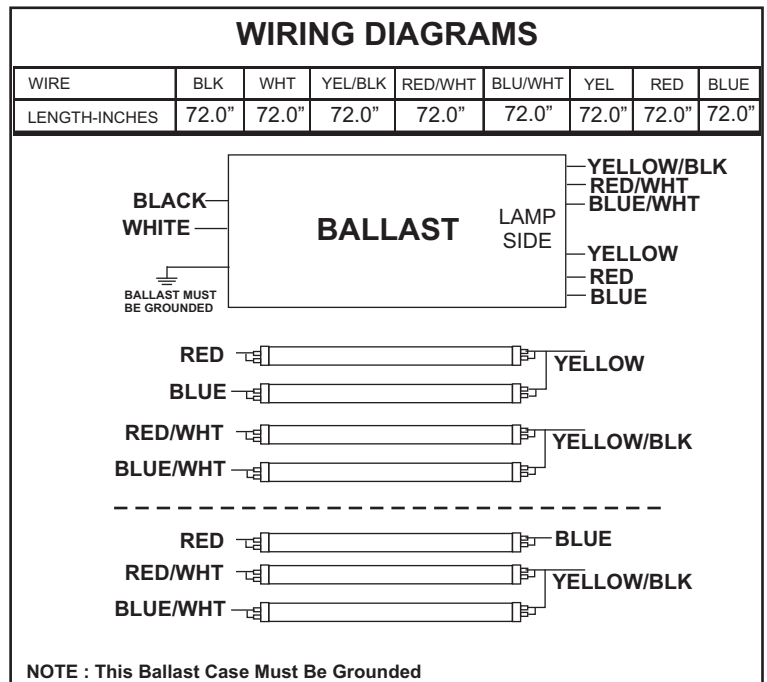 WIRING DIAGRAMS
WIRE BLK WHT YEL/BLK RED/WHT BLU/WHT YEL RED BLUE
LENGTH-INCHES 72.0” 72.0” 72.0” 72.0” 72.0” 72.0” 72.0” 72.0”
BLACK
WHITE
BALLAST MUST
BE GROUNDED
BALLAST
LAMP
SIDE
YELLOW/BLK
RED/WHT
BLUE/WHT
YELLOW
RED
BLUE
RED YELLOW
BLUE
RED/WHT YELLOW/BLK
BLUE/WHT
RED BLUE
RED/WHT YELLOW/BLK
BLUE/WHT
NOTE : This Ballast Case Must Be Grounded